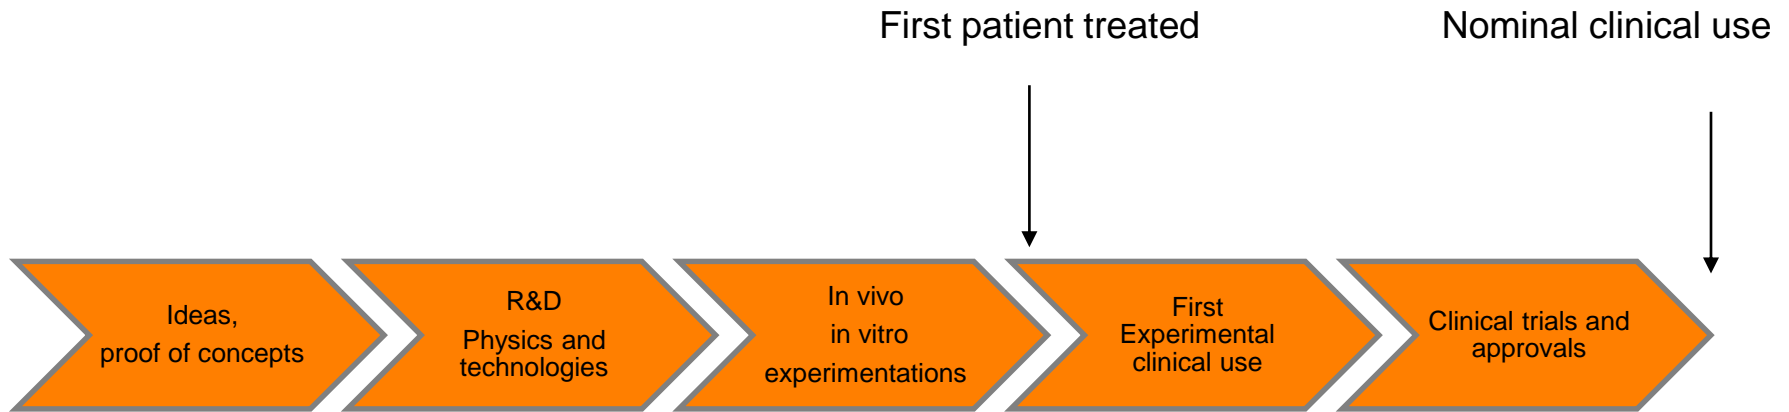 First patient treated
Nominal clinical use
Ideas,
proof of concepts
R&D
Physics and
technologies
In vivo
in vitro
experimentations
First
Experimental
clinical use
Clinical trials and
approvals